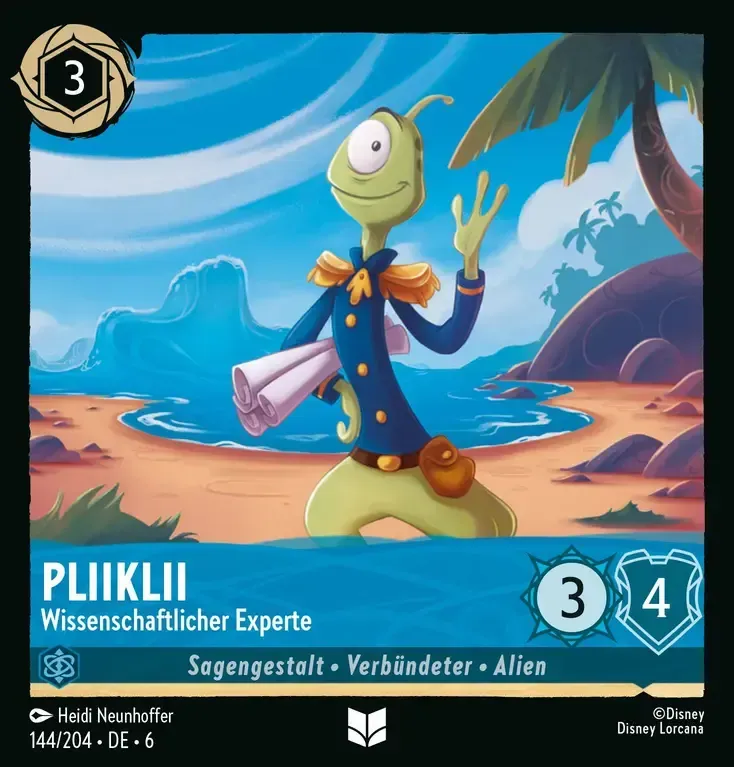 3
PLIIKLII
Wissenschaftlicher Experte
3
4
Sagengestalt • Verbündeter • Alien
Heidi Neunhoffer
144/204 • DE • 6
©Disney
Disney Lorcana